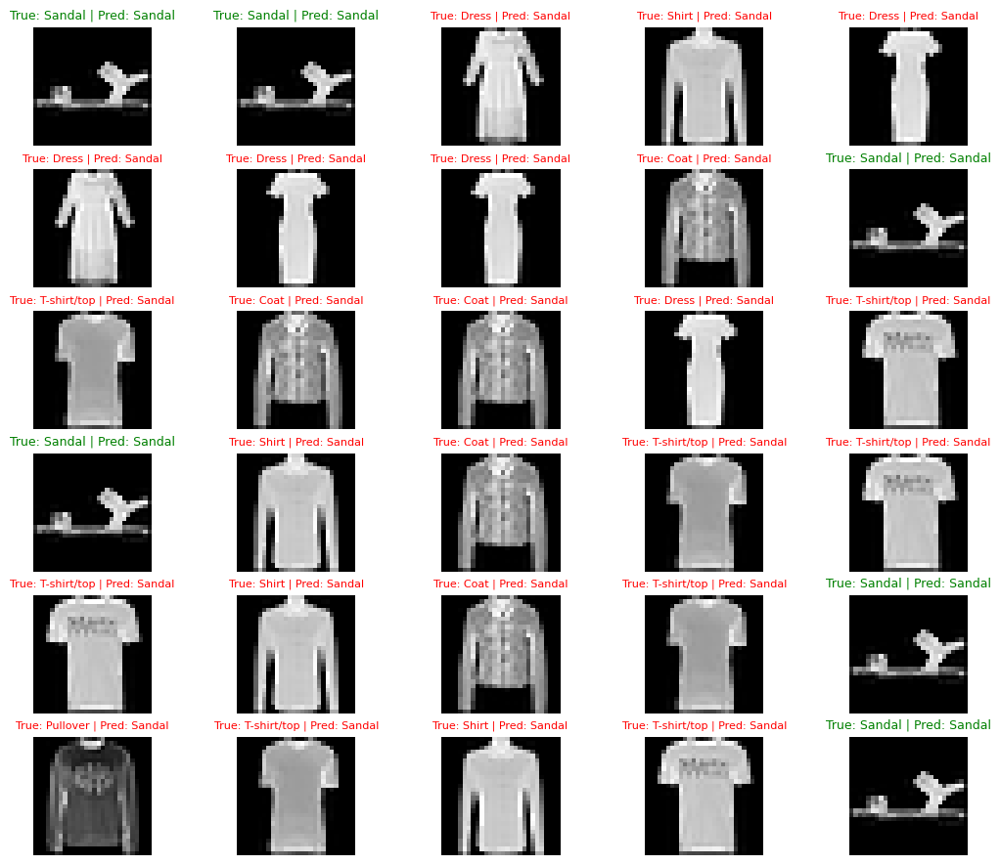 True: Sandal | Pred: Sandal
True: Sandal | Pred: Sandal
True: Dress | Pred: Sandal
True: Shirt | Pred: Sandal
True: Dress | Pred: Sandal
True: Dress | Pred: Sandal
True: Dress | Pred: Sandal
True: Dress | Pred: Sandal
True: Coat | Pred: Sandal
True: Sandal | Pred: Sandal
True: T-shirt/top | Pred: Sandal
True: Coat | Pred: Sandal
True: Coat | Pred: Sandal
True: Dress | Pred: Sandal
True: T-shirt/top | Pred: Sandal
True: Sandal | Pred: Sandal
True: Shirt | Pred: Sandal
True: Coat | Pred: Sandal
True: T-shirt/top | Pred: Sandal
True: T-shirt/top | Pred: Sandal
True: T-shirt/top | Pred: Sandal
True: Shirt | Pred: Sandal
True: Coat | Pred: Sandal
True: T-shirt/top | Pred: Sandal
True: Sandal | Pred: Sandal
True: Pullover | Pred: Sandal
True: T-shirt/top | Pred: Sandal
True: Shirt | Pred: Sandal
True: T-shirt/top | Pred: Sandal
True: Sandal | Pred: Sandal